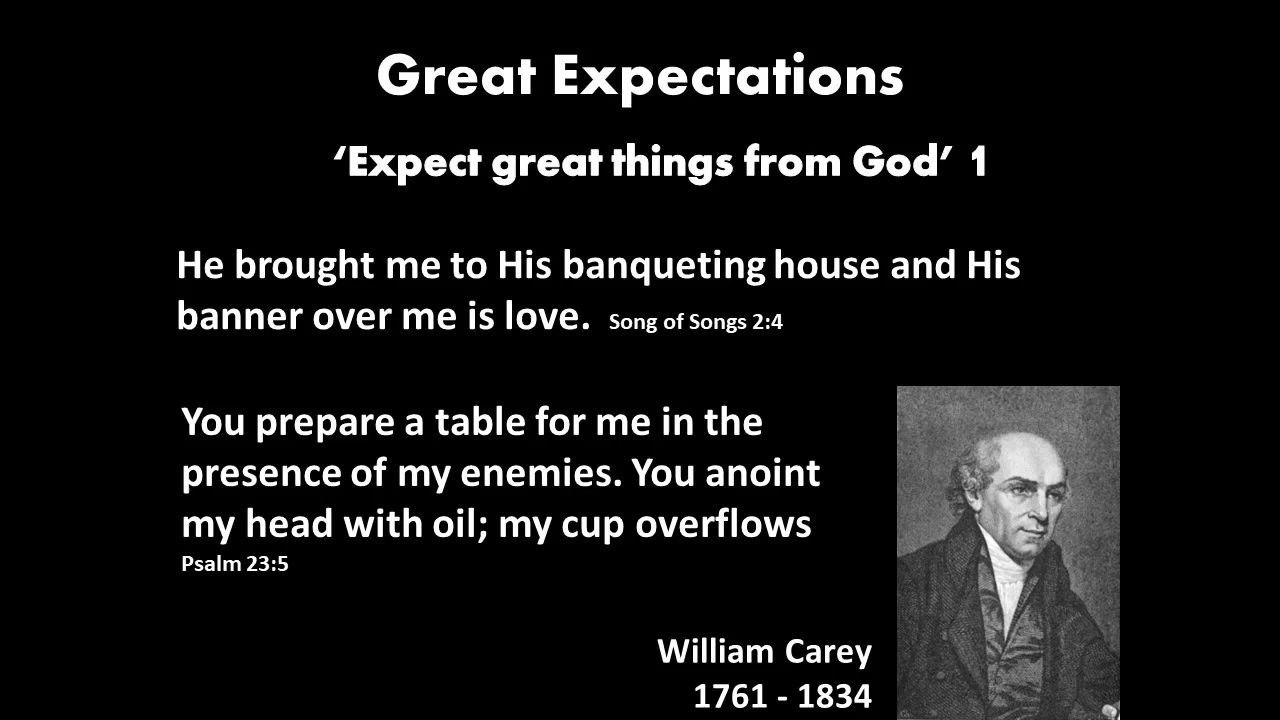 Great Expectations
‘Expect great things from God’ 1
He brought me to His banqueting house and His
banner over me is love. Song of Songs 2:4
You prepare a table for me in the
presence of my enemies. You anoint
my head with oil; my cup overflows
Psalm 23:5
William Carey
1761 - 1834